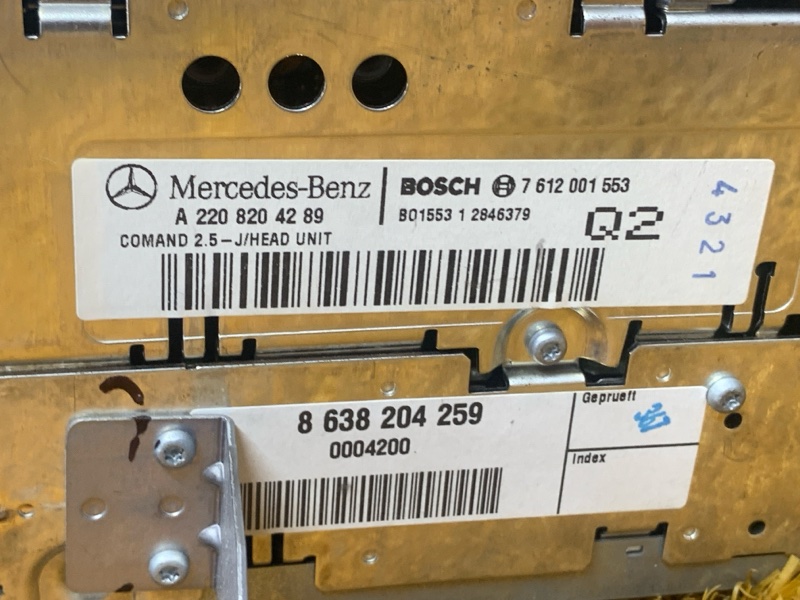 Mercedes-Benz
A 220 820 42 89
COMAND 2.5-J/HEAD UNIT
BOSCH 7 612 001 553
BO1553 1 2846379
Q2
4321
8 638 204 259
0004200
Geprueft
Index